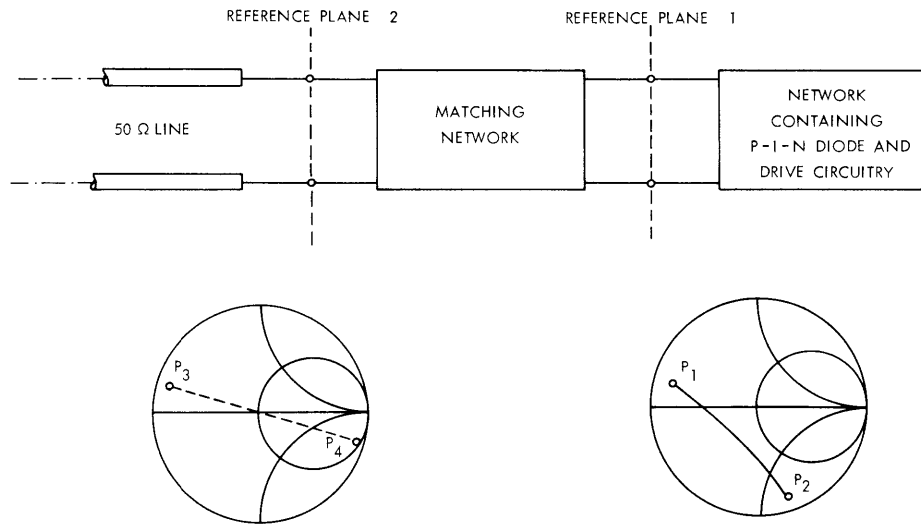 REFERENCE PLANE 2
REFERENCE PLANE 1
50 Ω LINE
MATCHING
NETWORK
NETWORK
CONTAINING
P-I-N DIODE AND
DRIVE CIRCUITRY
P3
P4
P1
P2